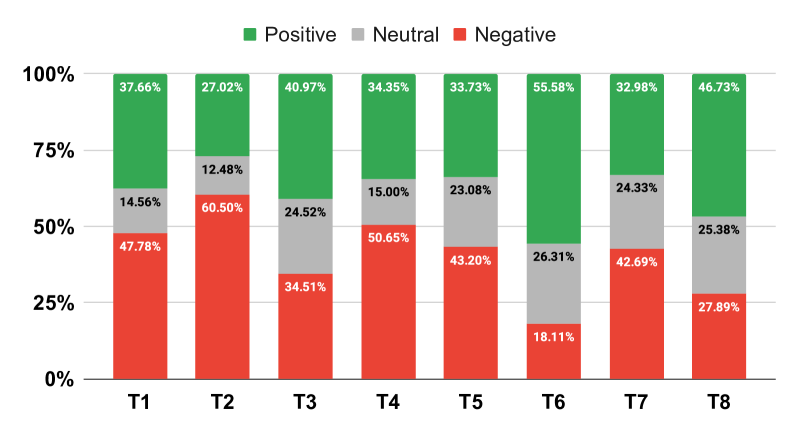 Positive Neutral Negative
100%
37.66% 27.02% 40.97% 34.35% 33.73% 55.58% 32.98% 46.73%
75%
12.48%
14.56% 24.52% 15.00% 23.08% 24.33%
60.50%
50%
25.38%
47.78% 50.65% 26.31%
43.20% 42.69%
34.51%
25%
27.89%
18.11%
0%
T1 T2 T3 T4 T5 T6 T7 T8